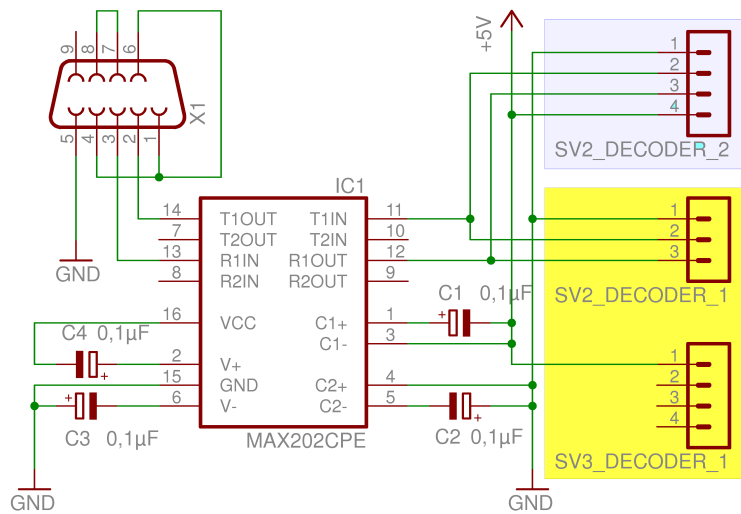 9 8 7 6
5 4 3 2 1
X1
GND
+5V
1
2
3
4
SV2_DECODER_2
IC1
14 T1OUT T1IN 11
7 T2OUT T2IN 10
13 R1IN R1OUT 12
8 R2IN R2OUT 9
16 VCC C1+ 1
C1- 3
2 V+
15 GND C2+ 4
6 V- C2- 5
MAX202CPE
C4 0,1µF
C3 0,1µF
C1 0,1µF
C2 0,1µF
+
+
+
+
1
2
3
SV2_DECODER_1
1
2
3
4
SV3_DECODER_1
GND
GND